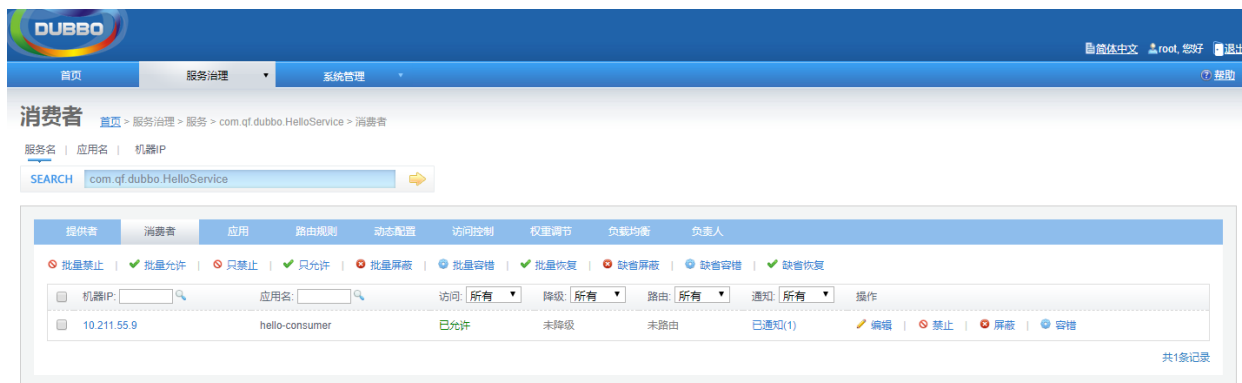 DUBBO
简体中文 root, 您好 退出
首页 服务治理 系统管理 帮助
消费者 首页 > 服务治理 > 服务 > com.qf.dubbo.HelloService > 消费者
服务名 | 应用名 | 机器IP
SEARCH com.qf.dubbo.HelloService
提供者 消费者 应用 路由规则 动态配置 访问控制 权重调节 负载均衡 负责人
批量禁止 | 批量允许 | 只禁止 | 只允许 | 批量屏蔽 | 批量容错 | 批量恢复 | 缺省屏蔽 | 缺省容错 | 缺省恢复
机器IP: 应用名: 访问: 所有 降级: 所有 路由: 所有 通知: 所有 操作
10.211.55.9 hello-consumer 已允许 未降级 未路由 已通知(1) 编辑 | 禁止 | 屏蔽 | 容错
共1条记录